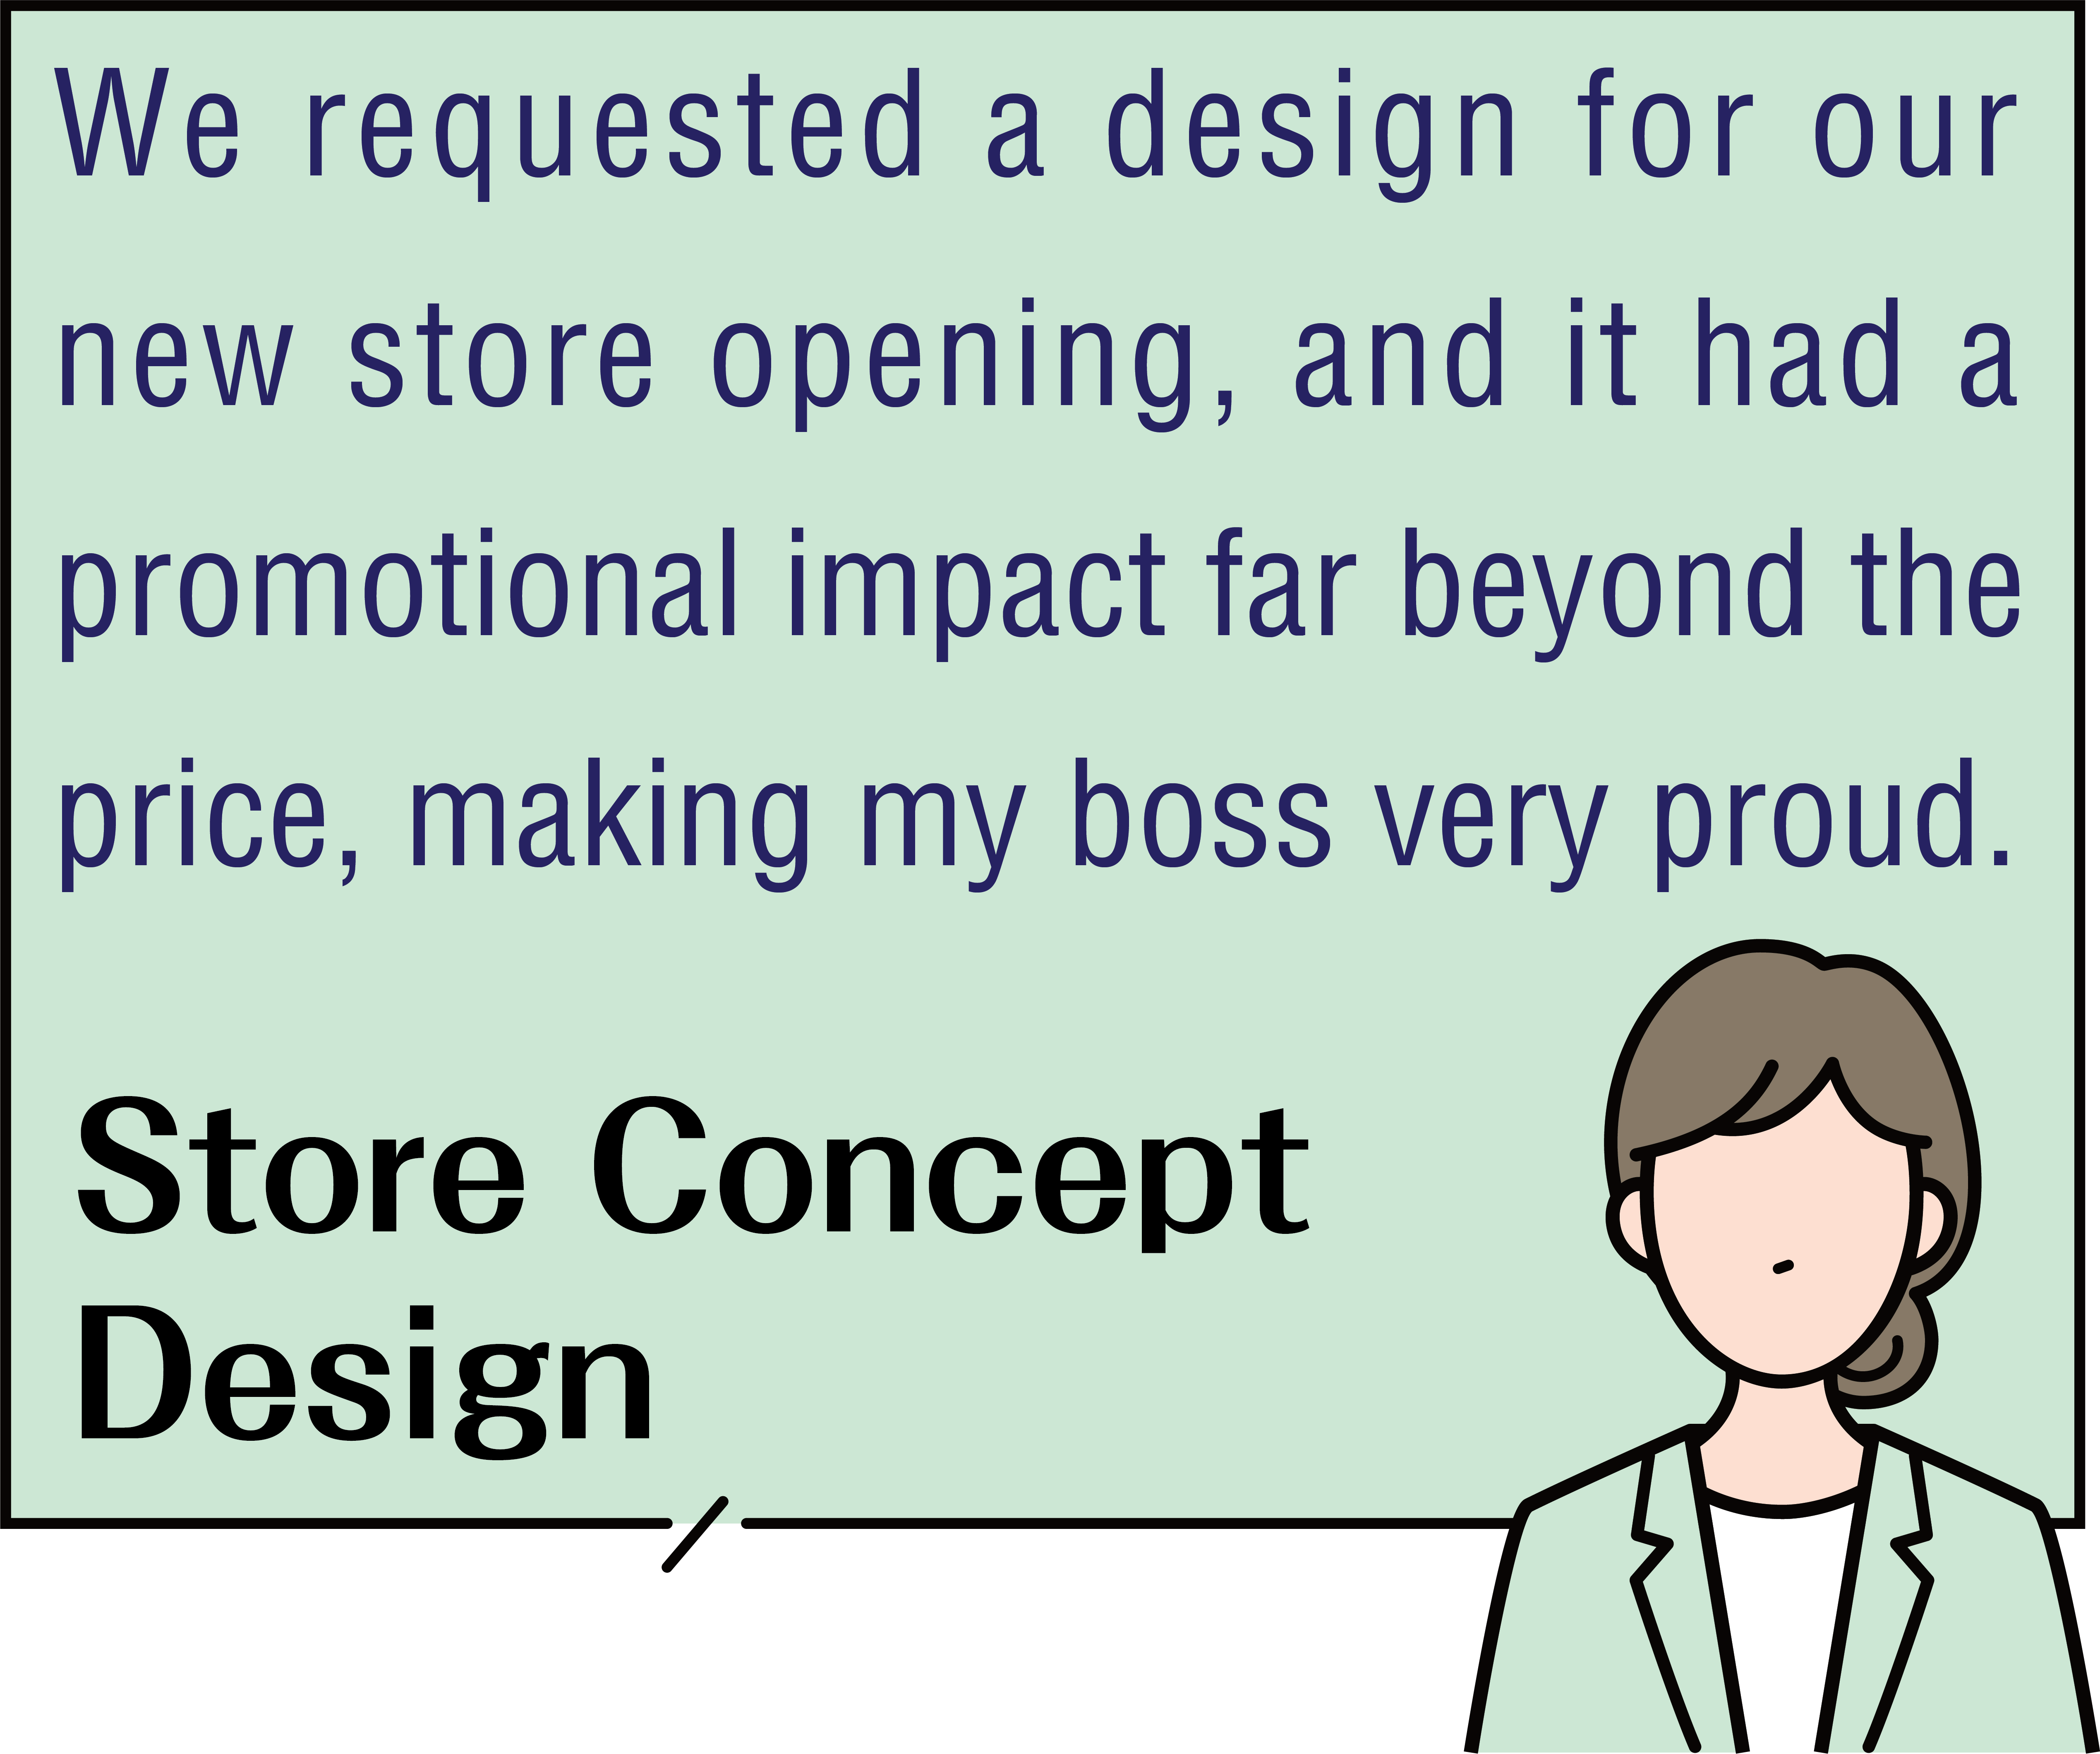 We requested a design for our
new store opening, and it had a
promotional impact far beyond the
price, making my boss very proud.
Store Concept
Design